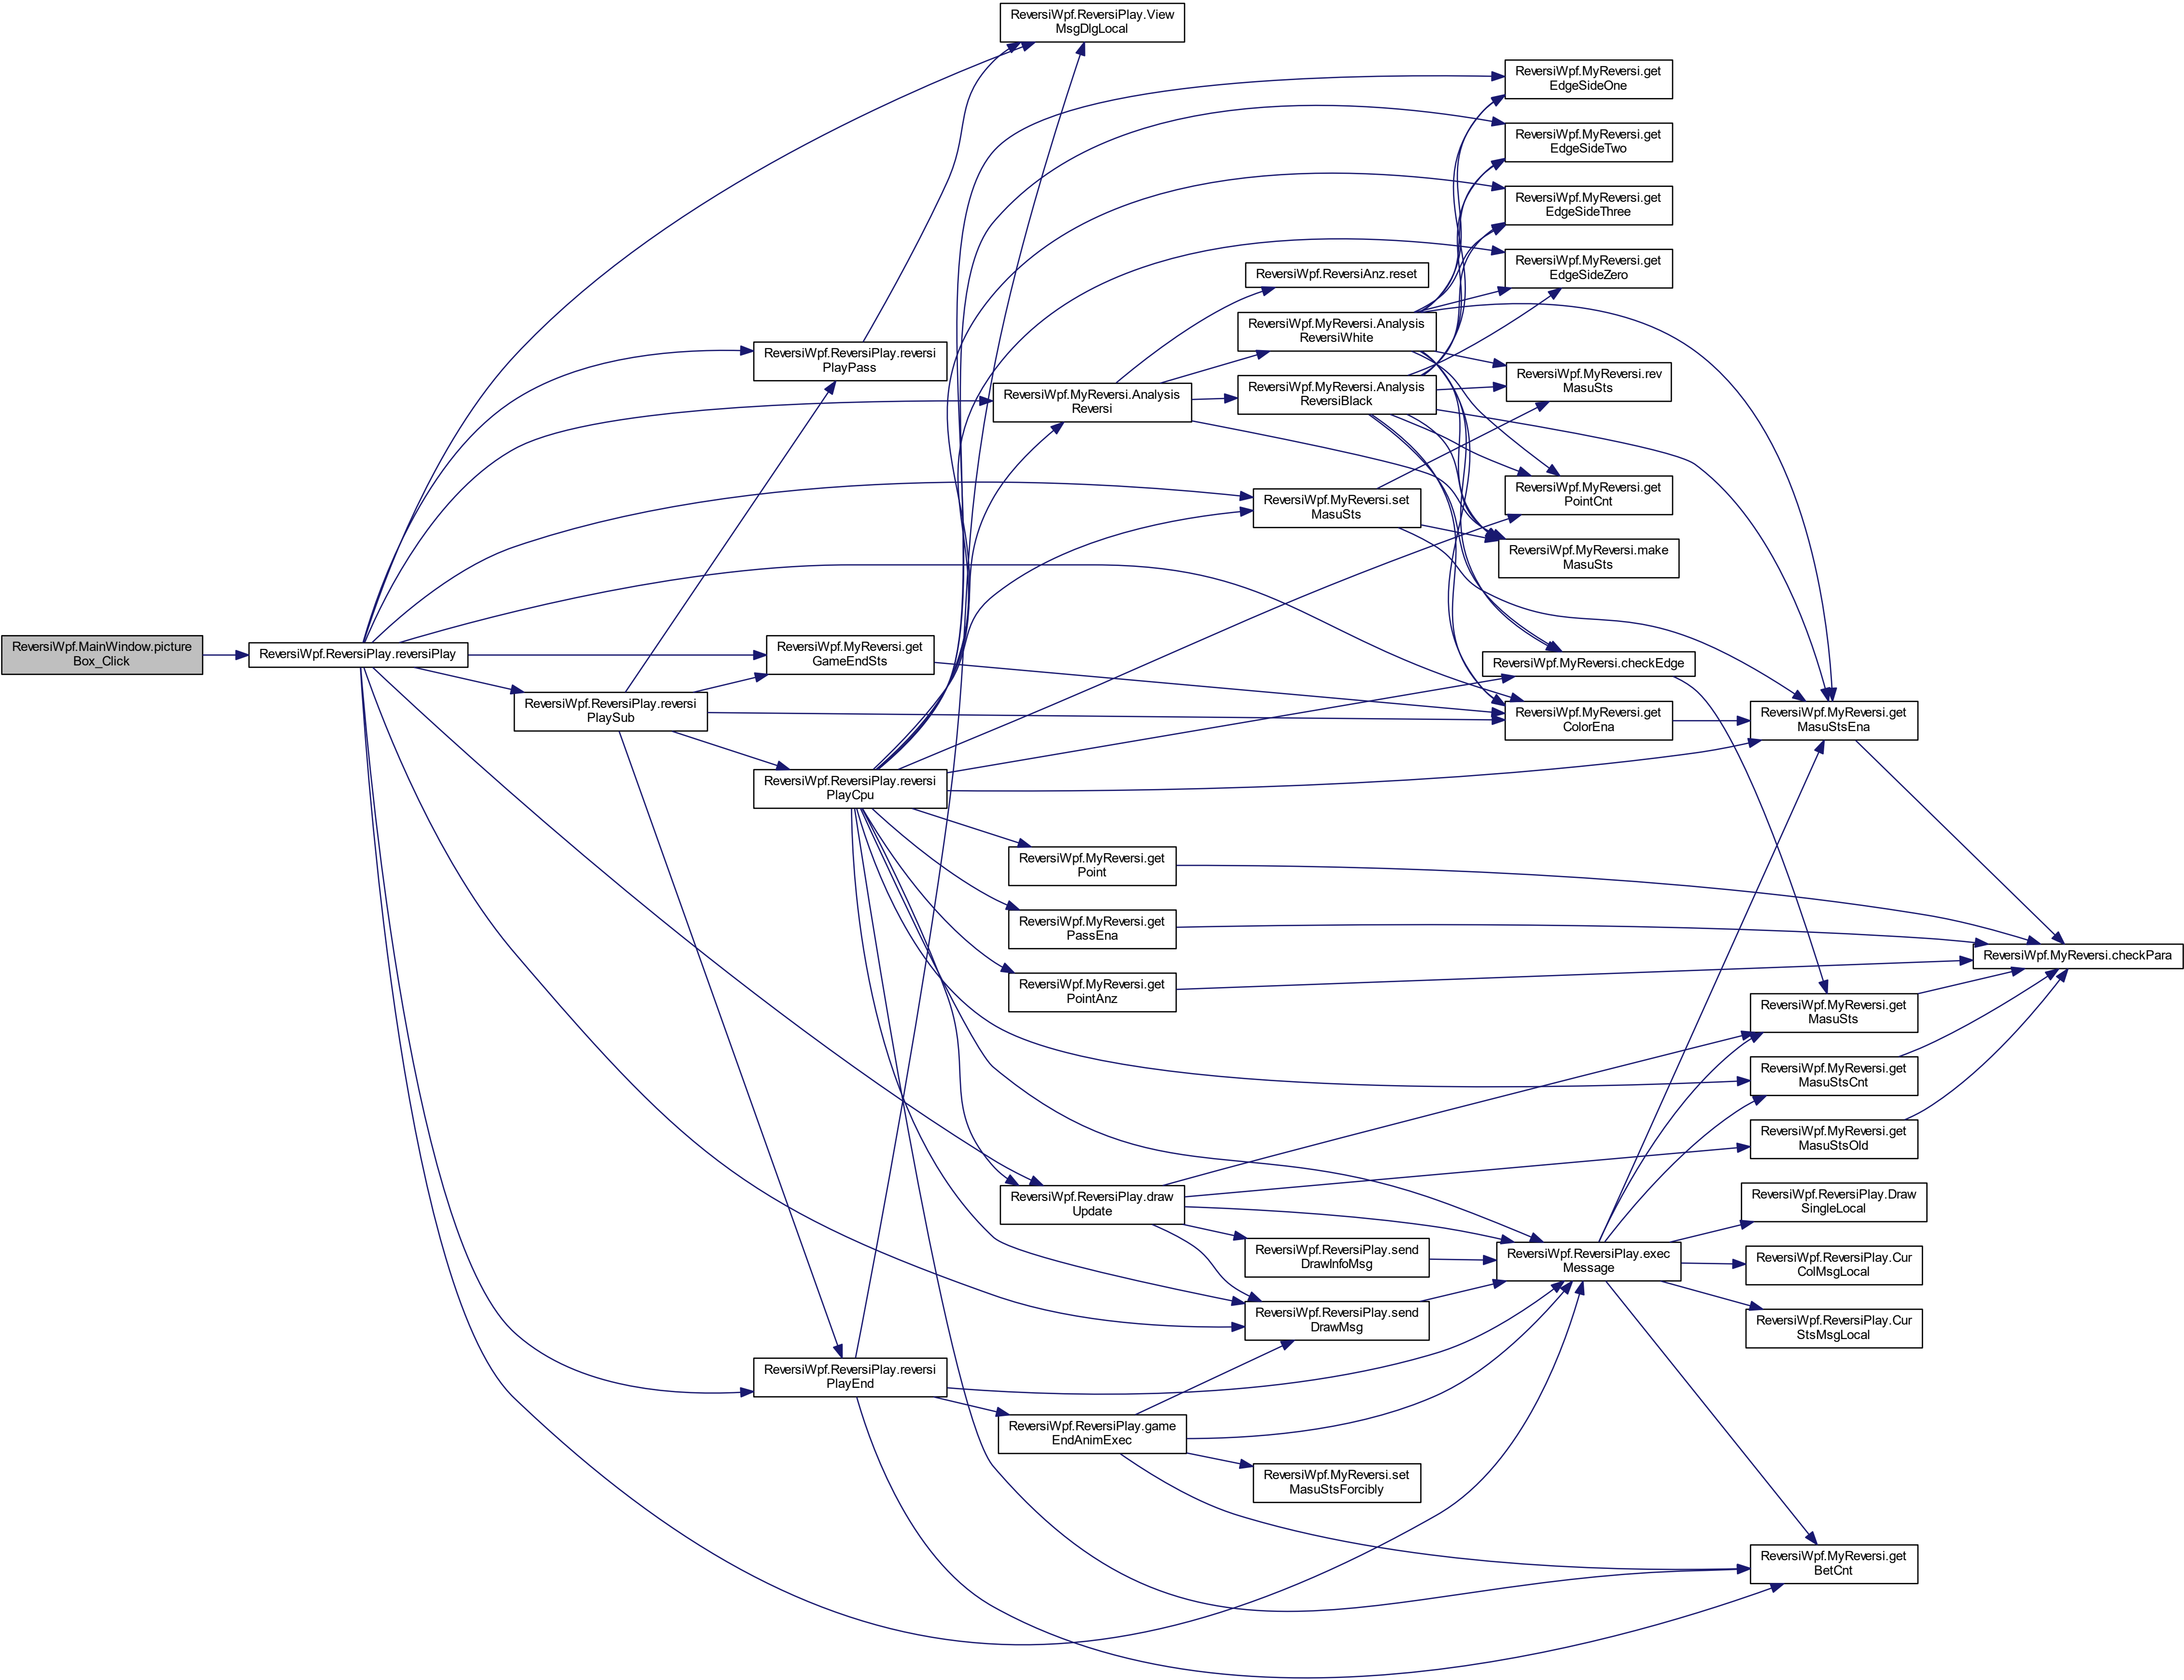 ReversiWpf.MainWindow.picture
Box_Click
ReversiWpf.ReversiPlay.reversiPlay
ReversiWpf.ReversiPlay.reversi
PlaySub
ReversiWpf.ReversiPlay.reversi
PlayPass
ReversiWpf.MyReversi.get
GameEndSts
ReversiWpf.ReversiPlay.reversi
PlayCpu
ReversiWpf.ReversiPlay.reversi
PlayEnd
ReversiWpf.ReversiPlay.View
MsgDlgLocal
ReversiWpf.MyReversi.Analysis
Reversi
ReversiWpf.MyReversi.get
Point
ReversiWpf.MyReversi.get
PassEna
ReversiWpf.MyReversi.get
PointAnz
ReversiWpf.ReversiPlay.draw
Update
ReversiWpf.ReversiPlay.game
EndAnimExec
ReversiWpf.ReversiAnz.reset
ReversiWpf.MyReversi.Analysis
ReversiWhite
ReversiWpf.MyReversi.Analysis
ReversiBlack
ReversiWpf.MyReversi.set
MasuSts
ReversiWpf.ReversiPlay.send
DrawInfoMsg
ReversiWpf.ReversiPlay.send
DrawMsg
ReversiWpf.MyReversi.set
MasuStsForcibly
ReversiWpf.MyReversi.get
EdgeSideOne
ReversiWpf.MyReversi.get
EdgeSideTwo
ReversiWpf.MyReversi.get
EdgeSideThree
ReversiWpf.MyReversi.get
EdgeSideZero
ReversiWpf.MyReversi.rev
MasuSts
ReversiWpf.MyReversi.get
PointCnt
ReversiWpf.MyReversi.make
MasuSts
ReversiWpf.MyReversi.checkEdge
ReversiWpf.MyReversi.get
ColorEna
ReversiWpf.ReversiPlay.exec
Message
ReversiWpf.MyReversi.get
MasuStsEna
ReversiWpf.MyReversi.get
MasuSts
ReversiWpf.MyReversi.get
MasuStsCnt
ReversiWpf.MyReversi.get
MasuStsOld
ReversiWpf.ReversiPlay.Draw
SingleLocal
ReversiWpf.ReversiPlay.Cur
ColMsgLocal
ReversiWpf.ReversiPlay.Cur
StsMsgLocal
ReversiWpf.MyReversi.get
BetCnt
ReversiWpf.MyReversi.checkPara